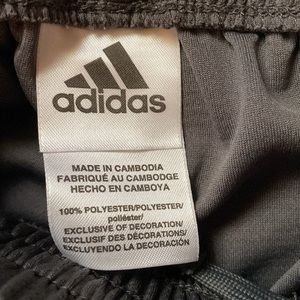 adidas
MADE IN CAMBODIA
FABRIQUÉ AU CAMBODGE
HECHO EN CAMBOYA
100% POLYESTER/POLYESTER/
poliéster/
EXCLUSIVE OF DECORATION/
EXCLUSIF DES DÉCORATIONS/
EXCLUYENDO LA DECORACIÓN